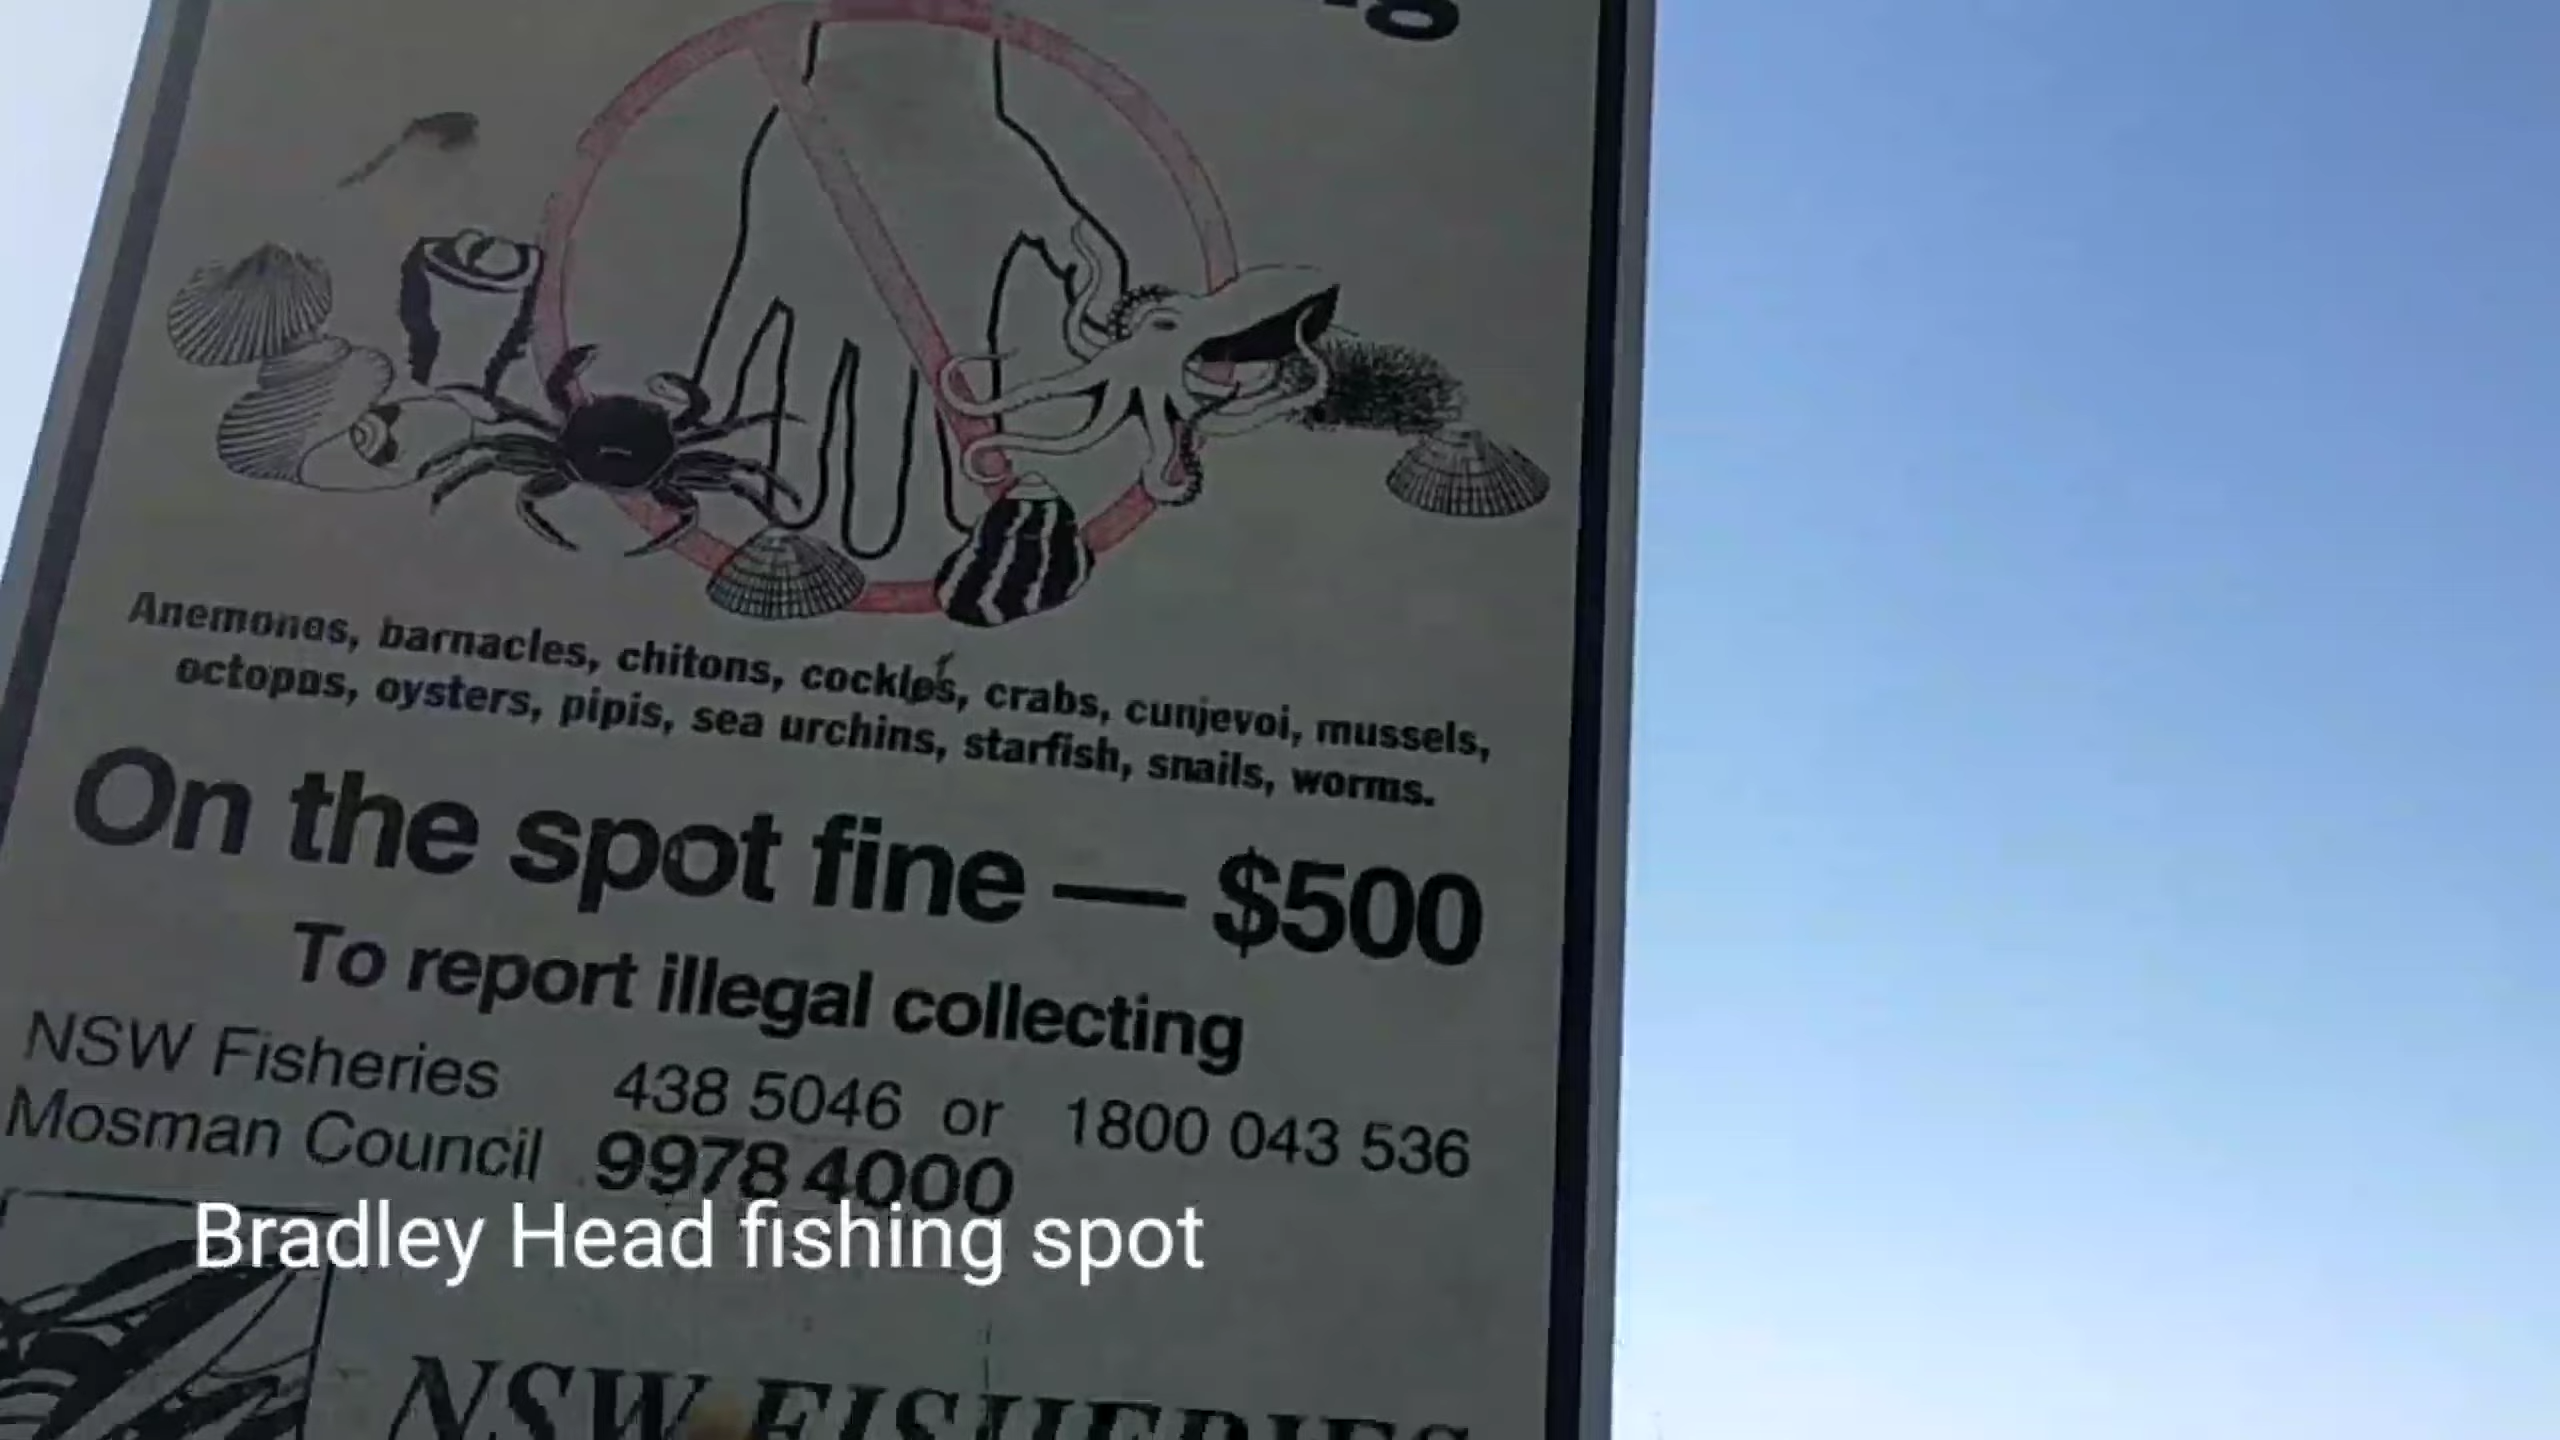 Anemones, barnacles, chitons, cockles, crabs, cunjevoi, mussels,
octopus, oysters, pipis, sea urchins, starfish, snails, worms.
On the spot fine — $500
To report illegal collecting
NSW Fisheries 438 5046 or 1800 043 536
Mosman Council 9978 4000
Bradley Head fishing spot
NSW FISHERIES